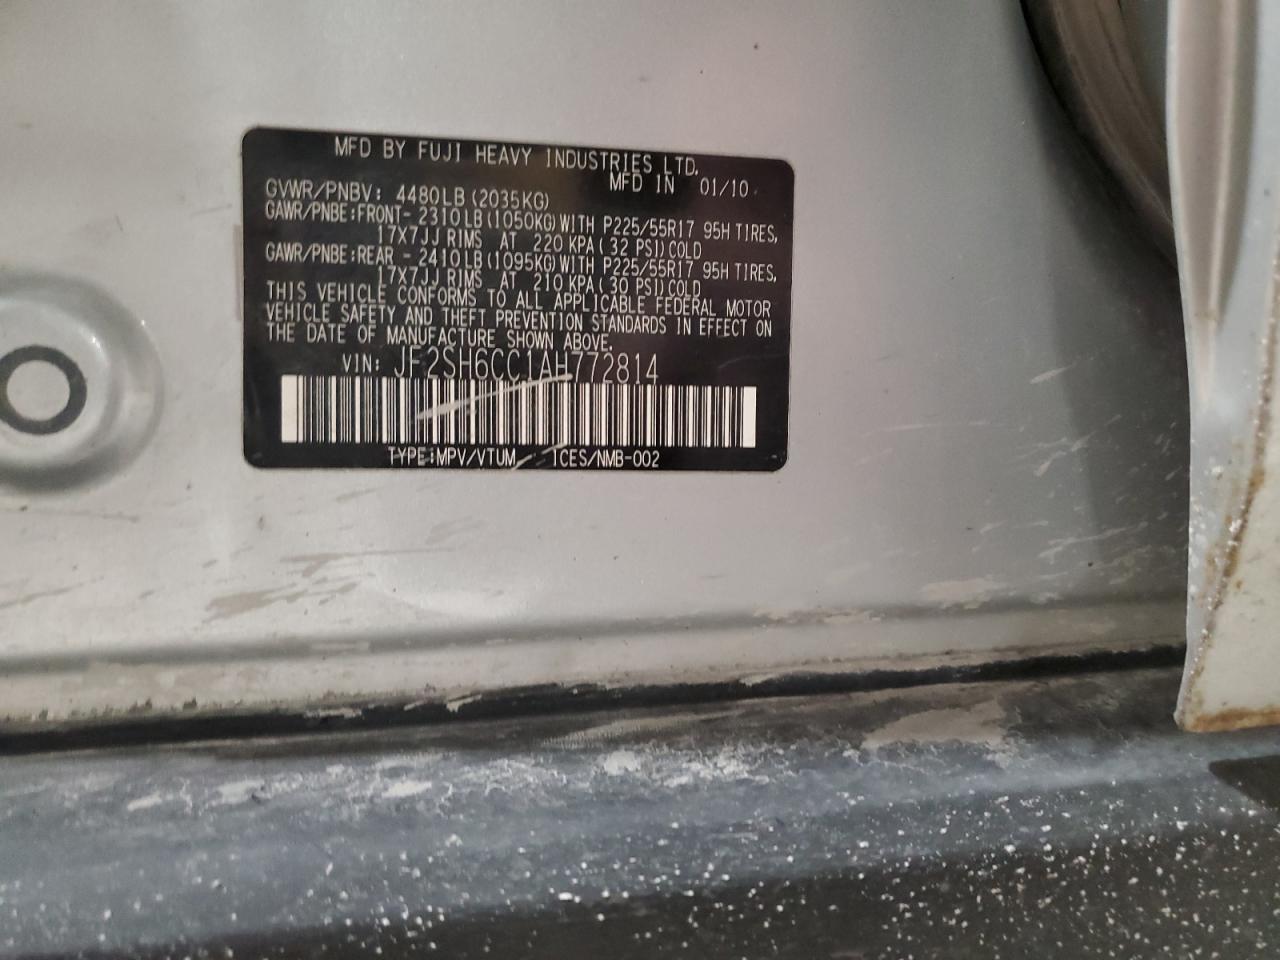 MFD BY FUJI HEAVY INDUSTRIES LTD.
MFD IN 01/10
GVWR/PNBV: 4480LB (2035KG)
GAWR/PNBE:FRONT- 2310LB(1050KG)WITH P225/55R17 95H TIRES,
17X7JJ RIMS AT 220 KPA( 32 PSI)COLD
GAWR/PNBE:REAR - 2410LB(1095KG)WITH P225/55R17 95H TIRES,
17X7JJ RIMS AT 210 KPA( 30 PSI)COLD
THIS VEHICLE CONFORMS TO ALL APPLICABLE FEDERAL MOTOR
VEHICLE SAFETY AND THEFT PREVENTION STANDARDS IN EFFECT ON
THE DATE OF MANUFACTURE SHOWN ABOVE.
VIN: JF2SH6CC1AH772814
TYPE:MPV/VTUM ICES/NMB-002